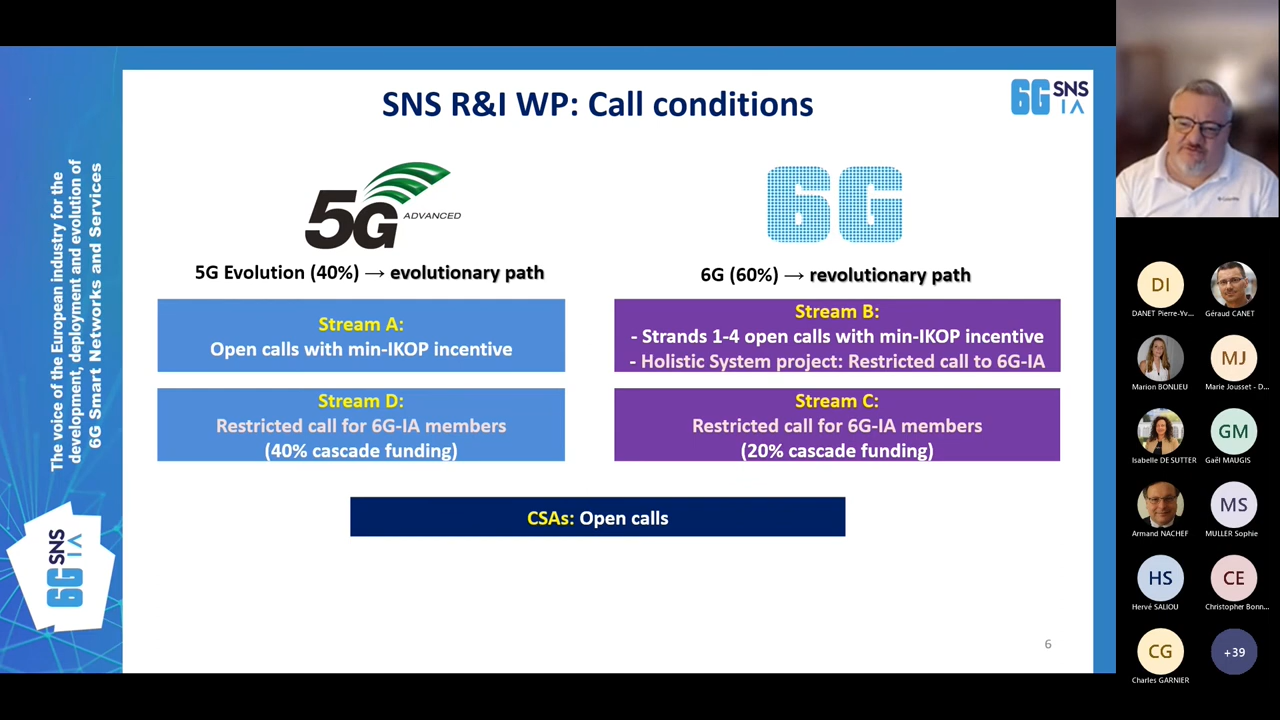 SNS R&I WP: Call conditions
6G SNS
IA
The voice of the European industry for the
development, deployment and evolution of
6G Smart Networks and Services
5G ADVANCED
6G
5G Evolution (40%) → evolutionary path
6G (60%) → revolutionary path
Stream A:
Open calls with min-IKOP incentive
Stream B:
- Strands 1-4 open calls with min-IKOP incentive
- Holistic System project: Restricted call to 6G-IA
Stream D:
Restricted call for 6G-IA members
(40% cascade funding)
Stream C:
Restricted call for 6G-IA members
(20% cascade funding)
CSAs: Open calls
6G SNS
IA
6
DI
DANET Pierre-Yv...
Géraud CANET
Marion BONLIEU
MJ
Marie Jousset - D...
Isabelle DE SUTTER
GM
Gaël MAUGIS
Armand NACHEF
MS
MULLER Sophie
HS
Hervé SALIOU
CE
Christopher Bonn...
CG
Charles GARNIER
+39